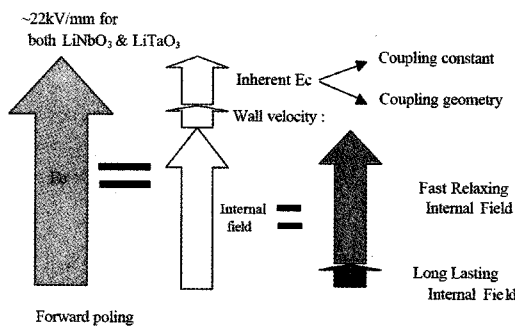 ~22kV/mm for
both LiNbO₃ & LiTaO₃
Inherent Ec
Coupling constant
Coupling geometry
Wall velocity :
Internal
field
Fast Relaxing
Internal Field
Long Lasting
Internal Field
Forward poling